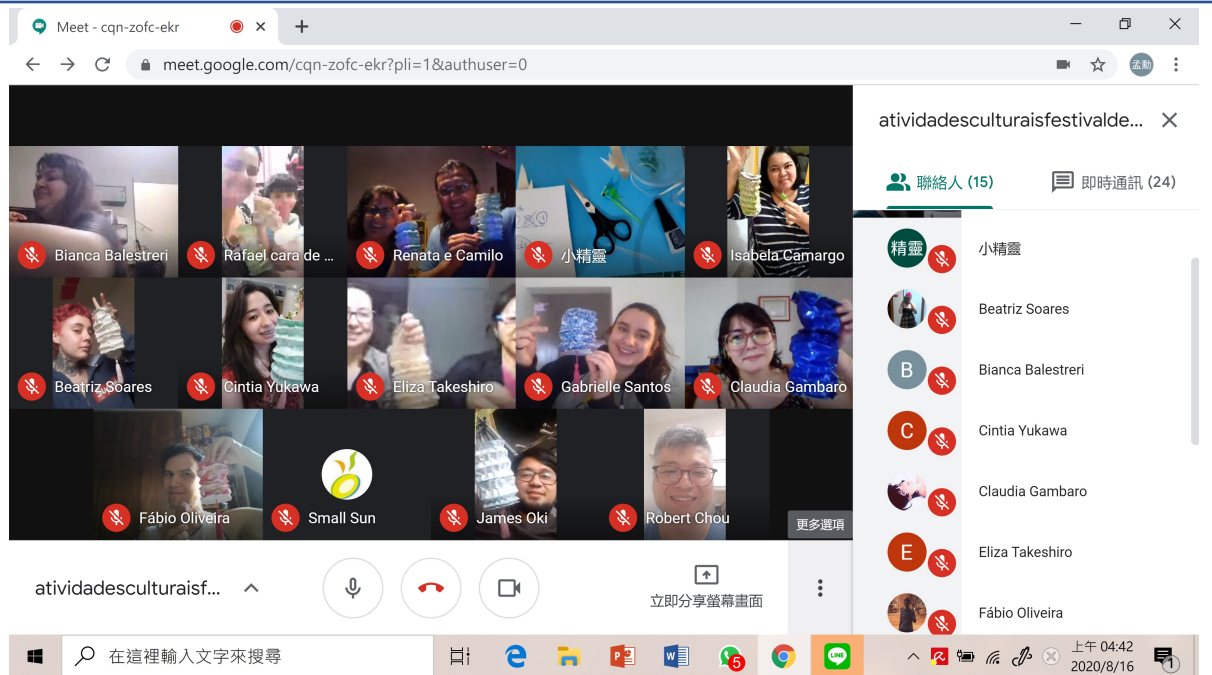 Meet - cqn-zofc-ekr
meet.google.com/cqn-zofc-ekr?pli=1&authuser=0
孟勳
atividadesculturaisfestivalde...
聯絡人 (15)
即時通訊 (24)
Bianca Balestreri
Rafael cara de ...
Renata e Camilo
小精靈
Isabela Camargo
Beatriz Soares
Cintia Yukawa
Eliza Takeshiro
Gabrielle Santos
Claudia Gambaro
Fábio Oliveira
Small Sun
James Oki
Robert Chou
更多選項
精靈
小精靈
Beatriz Soares
B
Bianca Balestreri
C
Cintia Yukawa
Claudia Gambaro
E
Eliza Takeshiro
Fábio Oliveira
atividadesculturaisf...
立即分享螢幕畫面
在這裡輸入文字來搜尋
P
W
6
LINE
上午 04:42
2020/8/16
1